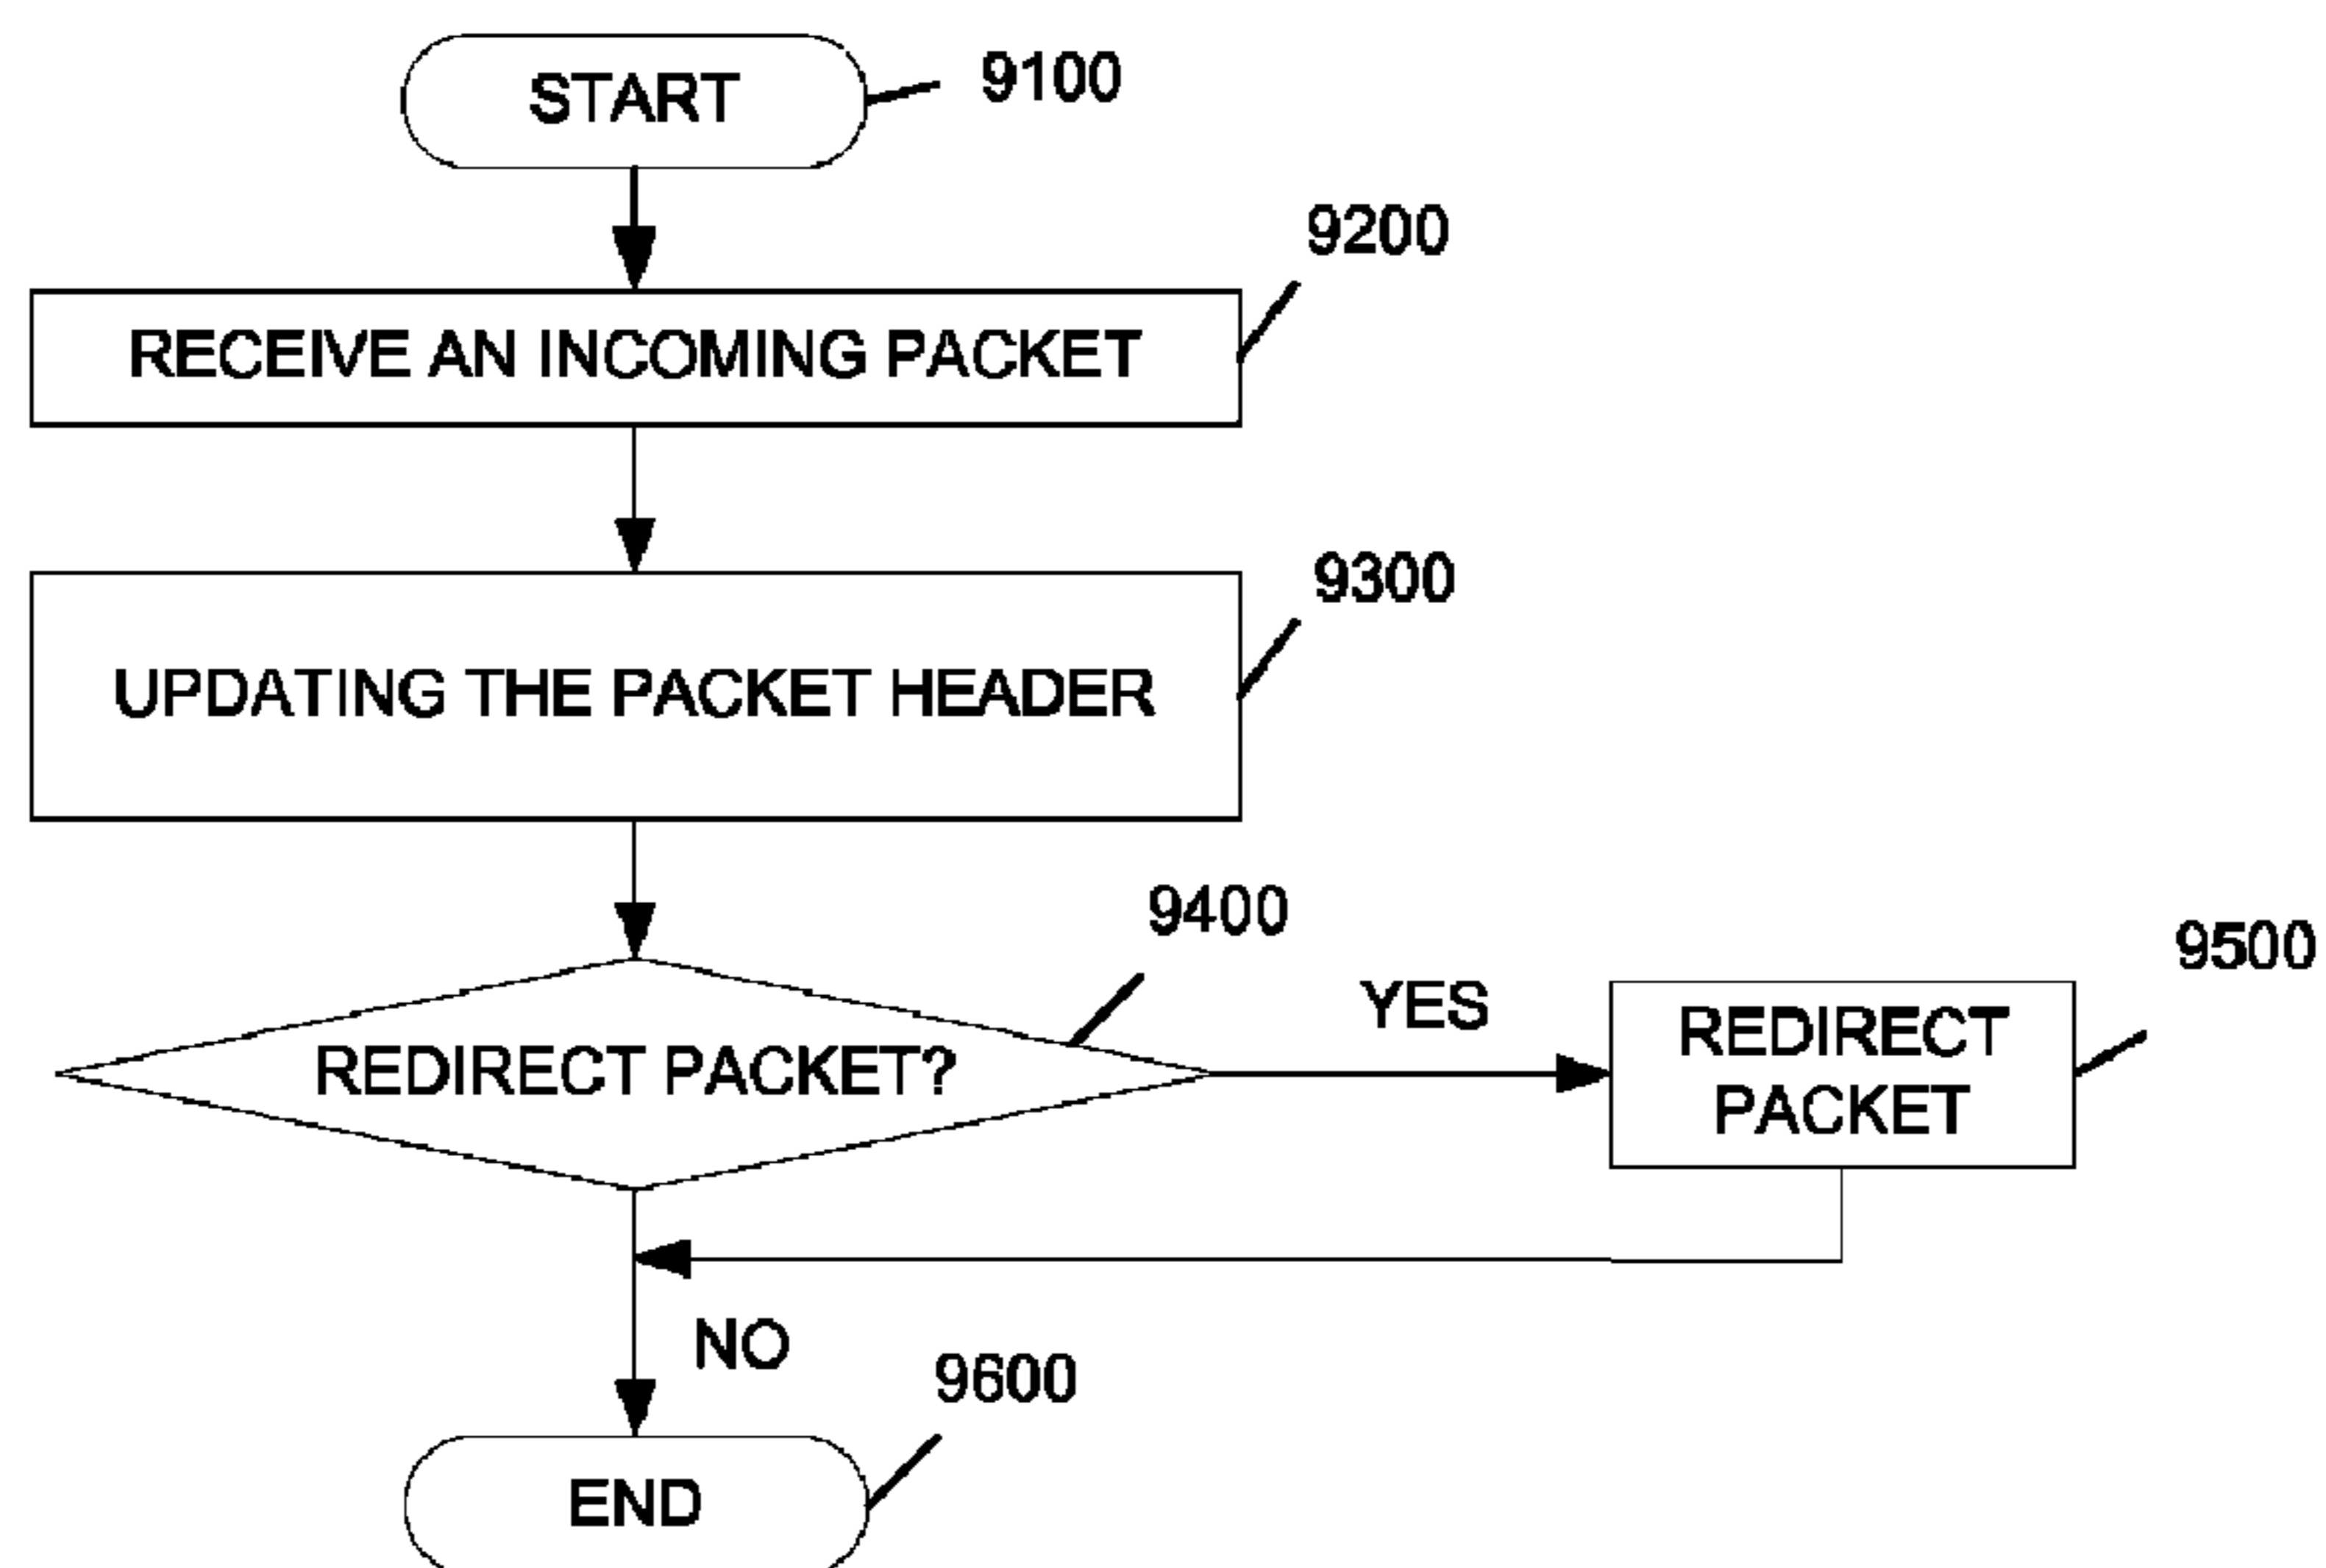 START
9100
9200
RECEIVE AN INCOMING PACKET
9300
UPDATING THE PACKET HEADER
9400
REDIRECT PACKET?
YES
9500
REDIRECT
PACKET
NO
9600
END